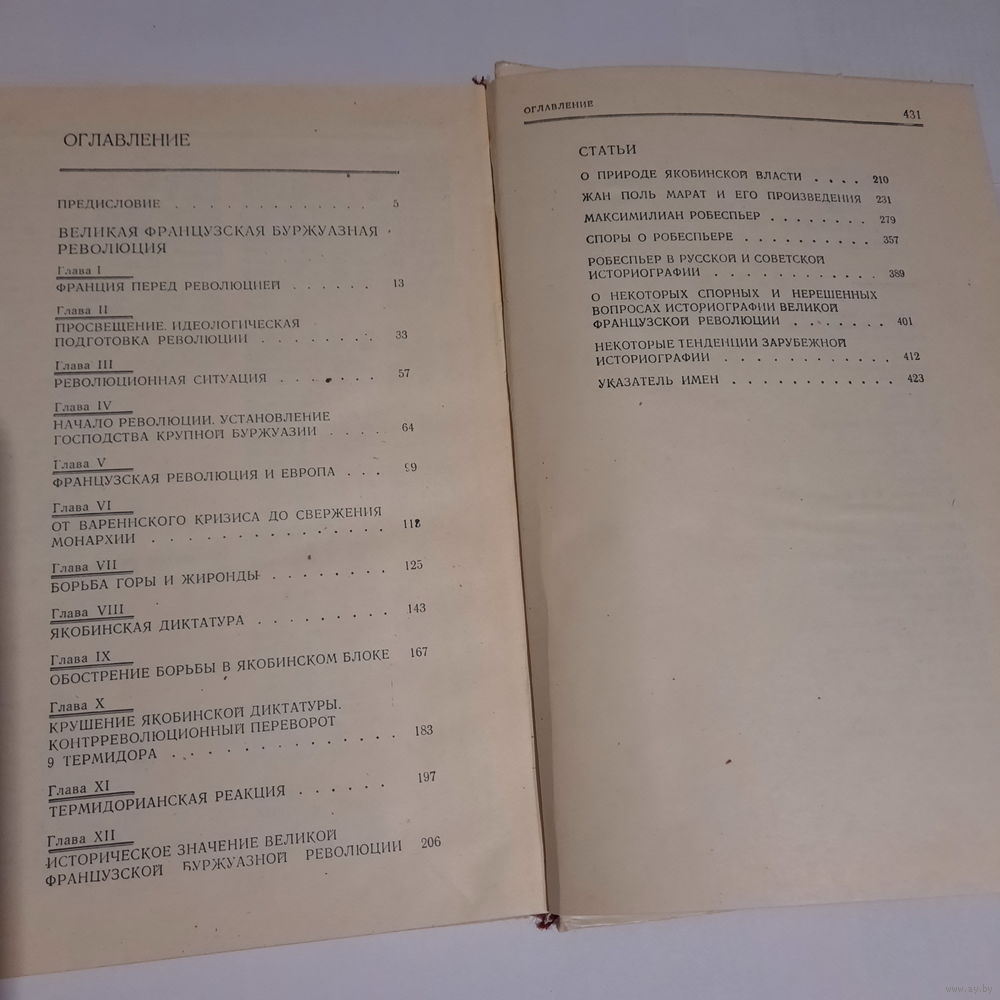 ОГЛАВЛЕНИЕ
ПРЕДИСЛОВИЕ . . . . . . . . . . . . 5
ВЕЛИКАЯ ФРАНЦУЗСКАЯ БУРЖУАЗНАЯ
РЕВОЛЮЦИЯ
Глава I
ФРАНЦИЯ ПЕРЕД РЕВОЛЮЦИЕЙ . . . . . . 13
Глава II
ПРОСВЕЩЕНИЕ. ИДЕОЛОГИЧЕСКАЯ
ПОДГОТОВКА РЕВОЛЮЦИИ . . . . . . . . 33
Глава III
РЕВОЛЮЦИОННАЯ СИТУАЦИЯ . . . . . . 57
Глава IV
НАЧАЛО РЕВОЛЮЦИИ. УСТАНОВЛЕНИЕ
ГОСПОДСТВА КРУПНОЙ БУРЖУАЗИИ . . . . 64
Глава V
ФРАНЦУЗСКАЯ РЕВОЛЮЦИЯ И ЕВРОПА . . . 99
Глава VI
ОТ ВАРЕННСКОГО КРИЗИСА ДО СВЕРЖЕНИЯ
МОНАРХИИ . . . . . . . . . . . . 118
Глава VII
БОРЬБА ГОРЫ И ЖИРОНДЫ . . . . . . . . 125
Глава VIII
ЯКОБИНСКАЯ ДИКТАТУРА . . . . . . . . 143
Глава IX
ОБОСТРЕНИЕ БОРЬБЫ В ЯКОБИНСКОМ БЛОКЕ 167
Глава X
КРУШЕНИЕ ЯКОБИНСКОЙ ДИКТАТУРЫ.
КОНТРРЕВОЛЮЦИОННЫЙ ПЕРЕВОРОТ
9 ТЕРМИДОРА . . . . . . . . . . . . 183
Глава XI
ТЕРМИДОРИАНСКАЯ РЕАКЦИЯ . . . . . . 197
Глава XII
ИСТОРИЧЕСКОЕ ЗНАЧЕНИЕ ВЕЛИКОЙ
ФРАНЦУЗСКОЙ БУРЖУАЗНОЙ РЕВОЛЮЦИИ 206
ОГЛАВЛЕНИЕ 431
СТАТЬИ
О ПРИРОДЕ ЯКОБИНСКОЙ ВЛАСТИ . . . . 210
ЖАН ПОЛЬ МАРАТ И ЕГО ПРОИЗВЕДЕНИЯ 231
МАКСИМИЛИАН РОБЕСПЬЕР . . . . . . . . 279
СПОРЫ О РОБЕСПЬЕРЕ . . . . . . . . . . 357
РОБЕСПЬЕР В РУССКОЙ И СОВЕТСКОЙ
ИСТОРИОГРАФИИ . . . . . . . . . . . . 389
О НЕКОТОРЫХ СПОРНЫХ И НЕРЕШЕННЫХ
ВОПРОСАХ ИСТОРИОГРАФИИ ВЕЛИКОЙ
ФРАНЦУЗСКОЙ РЕВОЛЮЦИИ . . . . . . . 401
НЕКОТОРЫЕ ТЕНДЕНЦИИ ЗАРУБЕЖНОЙ
ИСТОРИОГРАФИИ . . . . . . . . . . . . 412
УКАЗАТЕЛЬ ИМЕН . . . . . . . . . . . . 423
www.ay.by